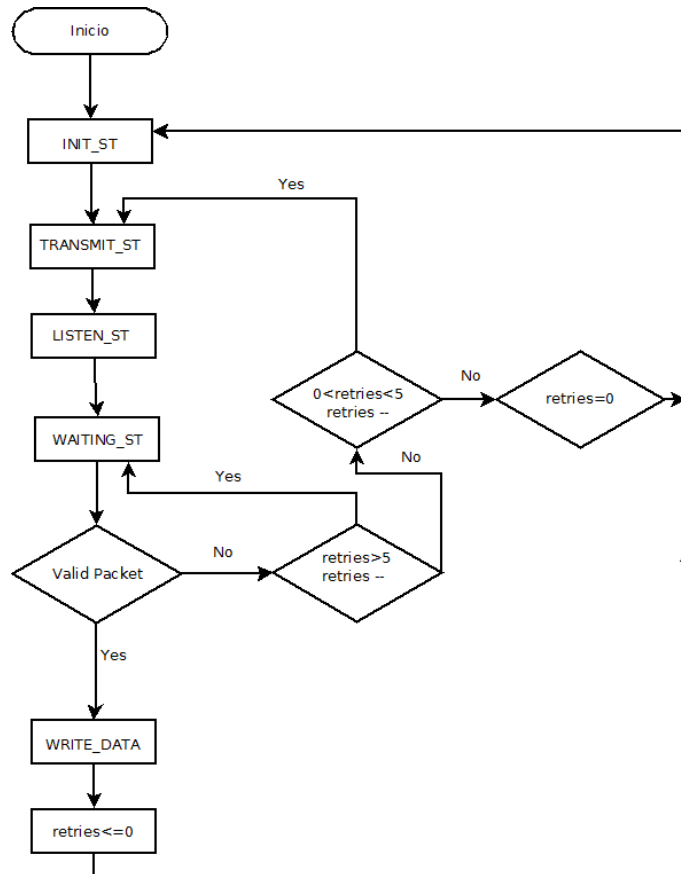 Inicio
INIT_ST
Yes
TRANSMIT_ST
LISTEN_ST
0<retries<5
retries --
No
retries=0
WAITING_ST
Yes
No
Valid Packet
No
retries>5
retries --
Yes
WRITE_DATA
retries<=0